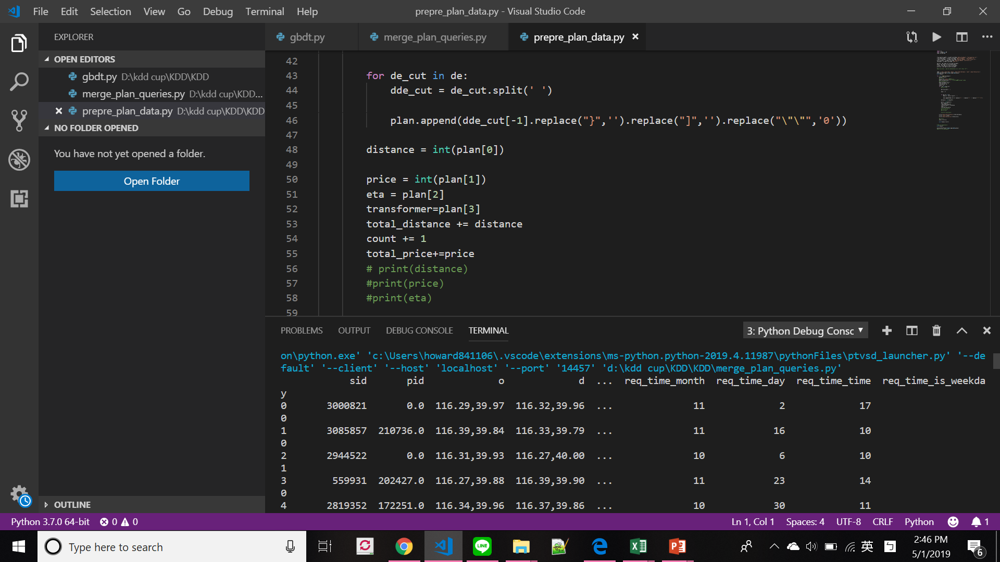 File Edit Selection View Go Debug Terminal Help
prepre_plan_data.py - Visual Studio Code
EXPLORER
OPEN EDITORS
gbdt.py D:\kdd cup\KDD\KDD
merge_plan_queries.py D:\kdd cup\KDD...
prepre_plan_data.py D:\kdd cup\KDD\KDD
NO FOLDER OPENED
You have not yet opened a folder.
Open Folder
OUTLINE
gbdt.py merge_plan_queries.py prepre_plan_data.py
42
43 for de_cut in de:
44 dde_cut = de_cut.split(' ')
45
46 plan.append(dde_cut[-1].replace("}",'').replace("]",'').replace("\"\"",'0'))
47
48 distance = int(plan[0])
49
50 price = int(plan[1])
51 eta = plan[2]
52 transformer=plan[3]
53 total_distance += distance
54 count += 1
55 total_price+=price
56 # print(distance)
57 #print(price)
58 #print(eta)
59
PROBLEMS OUTPUT DEBUG CONSOLE TERMINAL
3: Python Debug Consc
on\python.exe' 'c:\Users\howard841106\.vscode\extensions\ms-python.python-2019.4.11987\pythonFiles\ptvsd_launcher.py' '--de
fault' '--client' '--host' 'localhost' '--port' '14457' 'd:\kdd cup\KDD\KDD\merge_plan_queries.py'
sid pid o d ... req_time_month req_time_day req_time_time req_time_is_weekda
y
0 3000821 0.0 116.29,39.97 116.32,39.96 ... 11 2 17
0
1 3085857 210736.0 116.39,39.84 116.33,39.79 ... 11 16 10
0
2 2944522 0.0 116.31,39.93 116.27,40.00 ... 10 6 10
1
3 559931 202427.0 116.27,39.88 116.39,39.90 ... 11 23 14
0
4 2819352 172251.0 116.34,39.96 116.37,39.86 ... 10 30 11
Python 3.7.0 64-bit 0 0
Ln 1, Col 1 Spaces: 4 UTF-8 CRLF Python 1
Type here to search
LINE
英
ㄅ
2:46 PM
5/1/2019
6